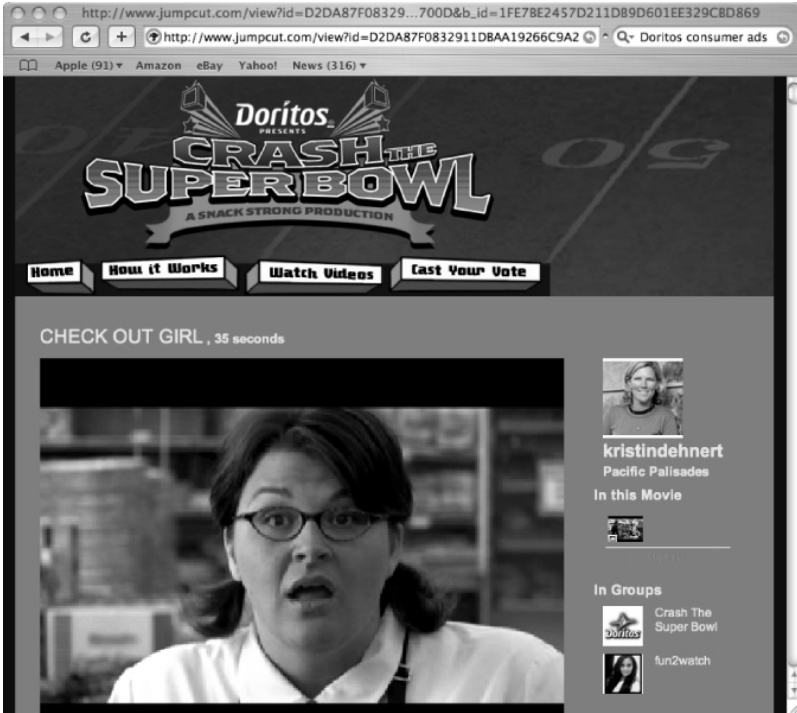 http://www.jumpcut.com/view?id=D2DA87F08329...700D&b_id=1FE7BE2457D211DB9D601EE329CBD869
http://www.jumpcut.com/view?id=D2DA87F0832911DBAA19266C9A2
Doritos consumer ads
Apple (91) Amazon eBay Yahoo! News (316)
50
Doritos
PRESENTS
CRASH THE
SUPER BOWL
A SNACK STRONG PRODUCTION
Home How it Works Watch Videos Cast Your Vote
CHECK OUT GIRL , 35 seconds
kristindehnert
Pacific Palisades
In this Movie
In Groups
Doritos
Crash The
Super Bowl
fun2watch